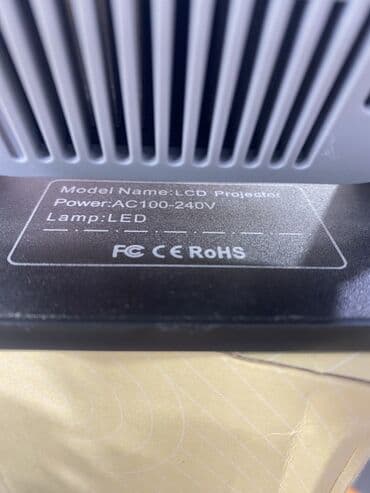 Model Name:LCD Projector
Power:AC100-240V
Lamp:LED
FC CE RoHS